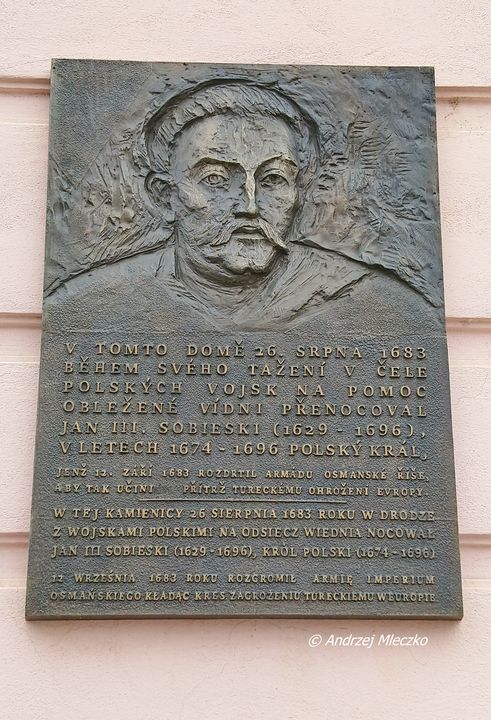 V TOMTO DOMĚ 26. SRPNA 1683
BĚHEM SVÉHO TAŽENÍ V ČELE
POLSKÝCH VOJSK NA POMOC
OBLEŽENÉ VÍDNI PŘENOCOVAL
JAN III. SOBIESKI (1629 - 1696),
V LETECH 1674 - 1696 POLSKÝ KRÁL,
JENŽ 12. ZÁŘÍ 1683 ROZDRTIL ARMÁDU OSMANSKÉ ŘÍŠE,
ABY TAK UČINIL PŘÍTRŽ TURECKÉMU OHROŽENÍ EVROPY.
W TEJ KAMIENICY 26 SIERPNIA 1683 ROKU W DRODZE
Z WOJSKAMI POLSKIMI NA ODSIECZ WIEDNIA NOCOWAŁ
JAN III SOBIESKI (1629-1696), KRÓL POLSKI (1674-1696)
12 WRZEŚNIA 1683 ROKU ROZGROMIŁ ARMIĘ IMPERIUM
OSMAŃSKIEGO KŁADĄC KRES ZAGROŻENIU TURECKIEMU W EUROPIE
© Andrzej Mleczko